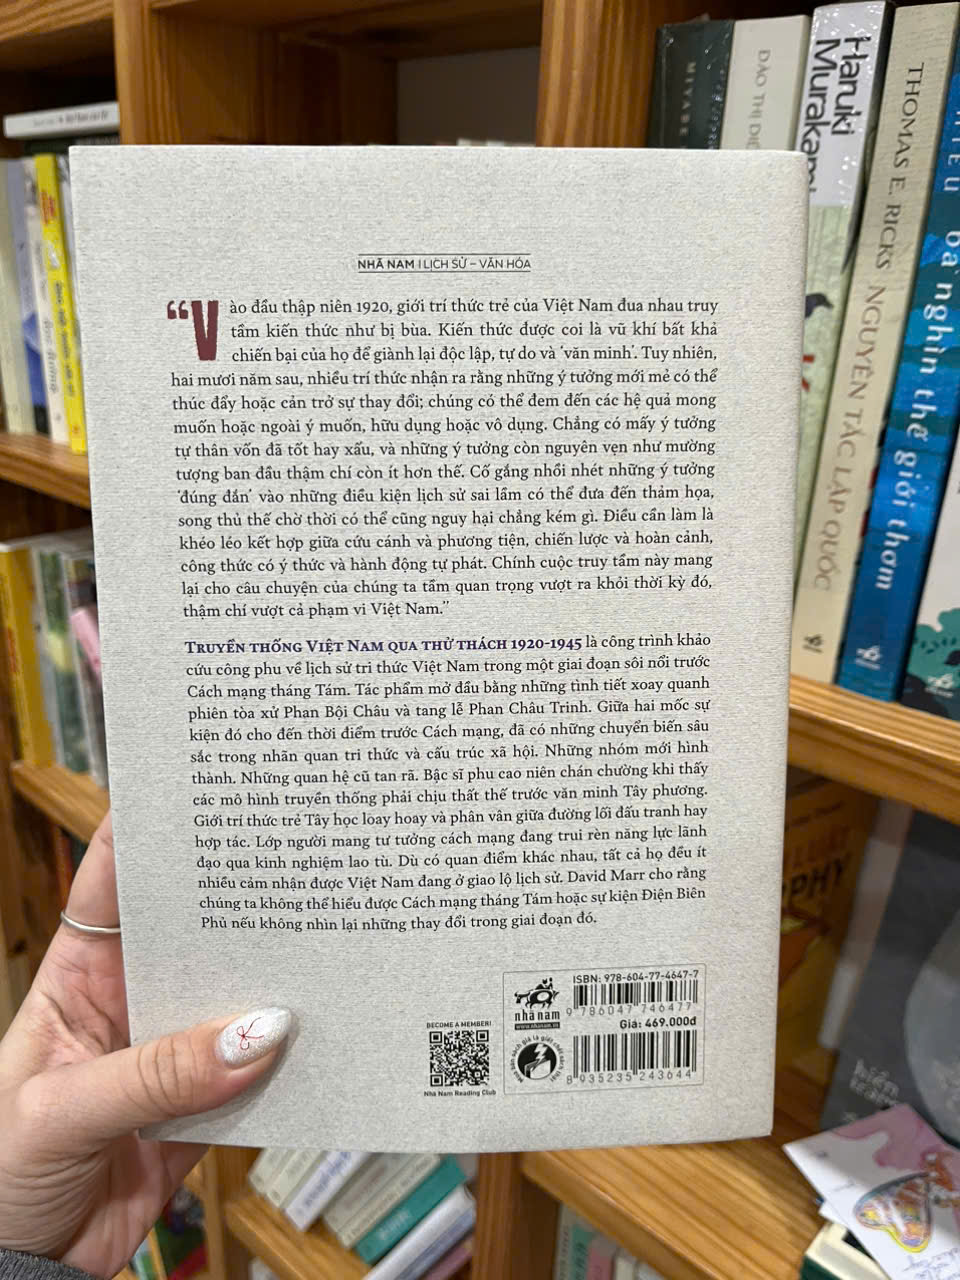 NHÃ NAM | LỊCH SỬ – VĂN HÓA
“Vào đầu thập niên 1920, giới trí thức trẻ của Việt Nam đua nhau truy
tầm kiến thức như bị bùa. Kiến thức được coi là vũ khí bất khả
chiến bại của họ để giành lại độc lập, tự do và ‘văn minh’. Tuy nhiên,
hai mươi năm sau, nhiều trí thức nhận ra rằng những ý tưởng mới mẻ có thể
thúc đẩy hoặc cản trở sự thay đổi; chúng có thể đem đến các hệ quả mong
muốn hoặc ngoài ý muốn, hữu dụng hoặc vô dụng. Chẳng có mấy ý tưởng
tự thân vốn đã tốt hay xấu, và những ý tưởng còn nguyên vẹn như mường
tượng ban đầu thậm chí còn ít hơn thế. Cố gắng nhồi nhét những ý tưởng
‘đúng đắn’ vào những điều kiện lịch sử sai lầm có thể đưa đến thảm họa,
song thủ thế chờ thời có thể cũng nguy hại chẳng kém gì. Điều cần làm là
khéo léo kết hợp giữa cứu cánh và phương tiện, chiến lược và hoàn cảnh,
công thức có ý thức và hành động tự phát. Chính cuộc truy tầm này mang
lại cho câu chuyện của chúng ta tầm quan trọng vượt ra khỏi thời kỳ đó,
thậm chí vượt cả phạm vi Việt Nam.”
TRUYỀN THỐNG VIỆT NAM QUA THỬ THÁCH 1920-1945 là công trình khảo
cứu công phu về lịch sử tri thức Việt Nam trong một giai đoạn sôi nổi trước
Cách mạng tháng Tám. Tác phẩm mở đầu bằng những tình tiết xoay quanh
phiên tòa xử Phan Bội Châu và tang lễ Phan Châu Trinh. Giữa hai mốc sự
kiện đó cho đến thời điểm trước Cách mạng, đã có những chuyển biến sâu
sắc trong nhãn quan tri thức và cấu trúc xã hội. Những nhóm mới hình
thành. Những quan hệ cũ tan rã. Bậc sĩ phu cao niên chán chường khi thấy
các mô hình truyền thống phải chịu thất thế trước văn minh Tây phương.
Giới trí thức trẻ Tây học loay hoay và phân vân giữa đường lối đấu tranh hay
hợp tác. Lớp người mang tư tưởng cách mạng đang trui rèn năng lực lãnh
đạo qua kinh nghiệm lao tù. Dù có quan điểm khác nhau, tất cả họ đều ít
nhiều cảm nhận được Việt Nam đang ở giao lộ lịch sử. David Marr cho rằng
chúng ta không thể hiểu được Cách mạng tháng Tám hoặc sự kiện Điện Biên
Phủ nếu không nhìn lại những thay đổi trong giai đoạn đó.
BECOME A MEMBER!
Nhã Nam Reading Club
nhã nam
www.nhanam.vn
Mua bán sách giả là giết chết sách thật
ISBN: 978-604-77-4647-7
9 786047 746477
Giá: 469.000đ
8 935235 243644
MIYABE
ĐÀO THỊ DI
Haruki
Murakami
THOMAS E. RICKS NGUYÊN TẮC LẬP QUỐC
ba nghìn thế giới thơm